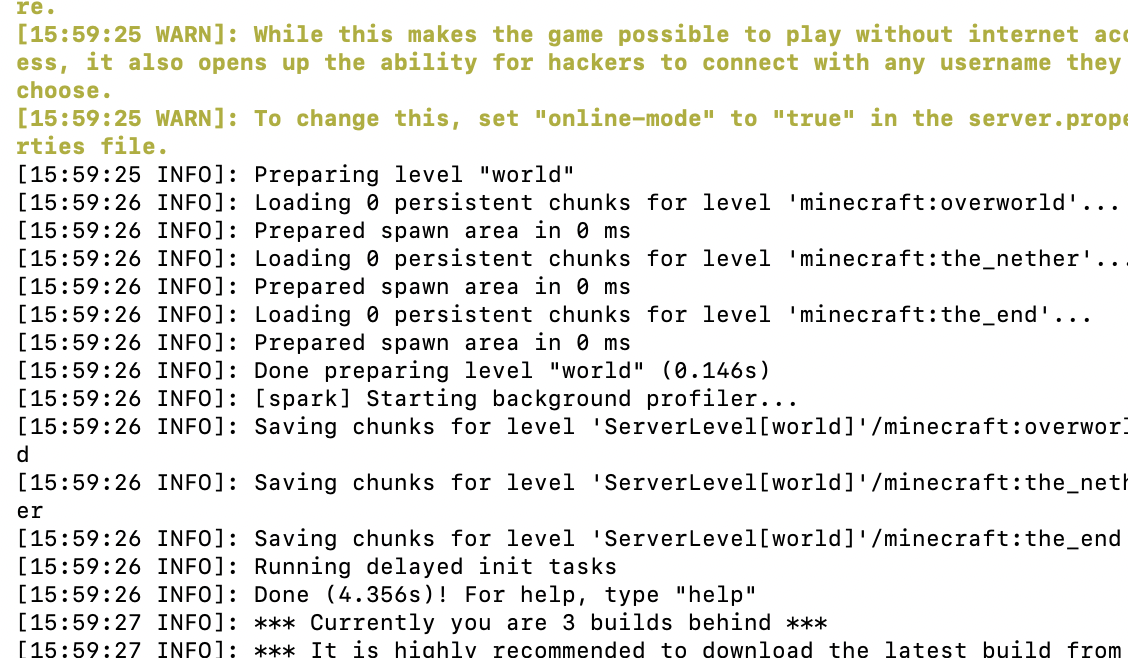 re.
[15:59:25 WARN]: While this makes the game possible to play without internet acc
ess, it also opens up the ability for hackers to connect with any username they
choose.
[15:59:25 WARN]: To change this, set "online-mode" to "true" in the server.prope
rties file.
[15:59:25 INFO]: Preparing level "world"
[15:59:26 INFO]: Loading 0 persistent chunks for level 'minecraft:overworld'...
[15:59:26 INFO]: Prepared spawn area in 0 ms
[15:59:26 INFO]: Loading 0 persistent chunks for level 'minecraft:the_nether'...
[15:59:26 INFO]: Prepared spawn area in 0 ms
[15:59:26 INFO]: Loading 0 persistent chunks for level 'minecraft:the_end'...
[15:59:26 INFO]: Prepared spawn area in 0 ms
[15:59:26 INFO]: Done preparing level "world" (0.146s)
[15:59:26 INFO]: [spark] Starting background profiler...
[15:59:26 INFO]: Saving chunks for level 'ServerLevel[world]'/minecraft:overworl
d
[15:59:26 INFO]: Saving chunks for level 'ServerLevel[world]'/minecraft:the_neth
er
[15:59:26 INFO]: Saving chunks for level 'ServerLevel[world]'/minecraft:the_end
[15:59:26 INFO]: Running delayed init tasks
[15:59:26 INFO]: Done (4.356s)! For help, type "help"
[15:59:27 INFO]: *** Currently you are 3 builds behind ***
[15:59:27 INFO]: *** It is highly recommended to download the latest build from